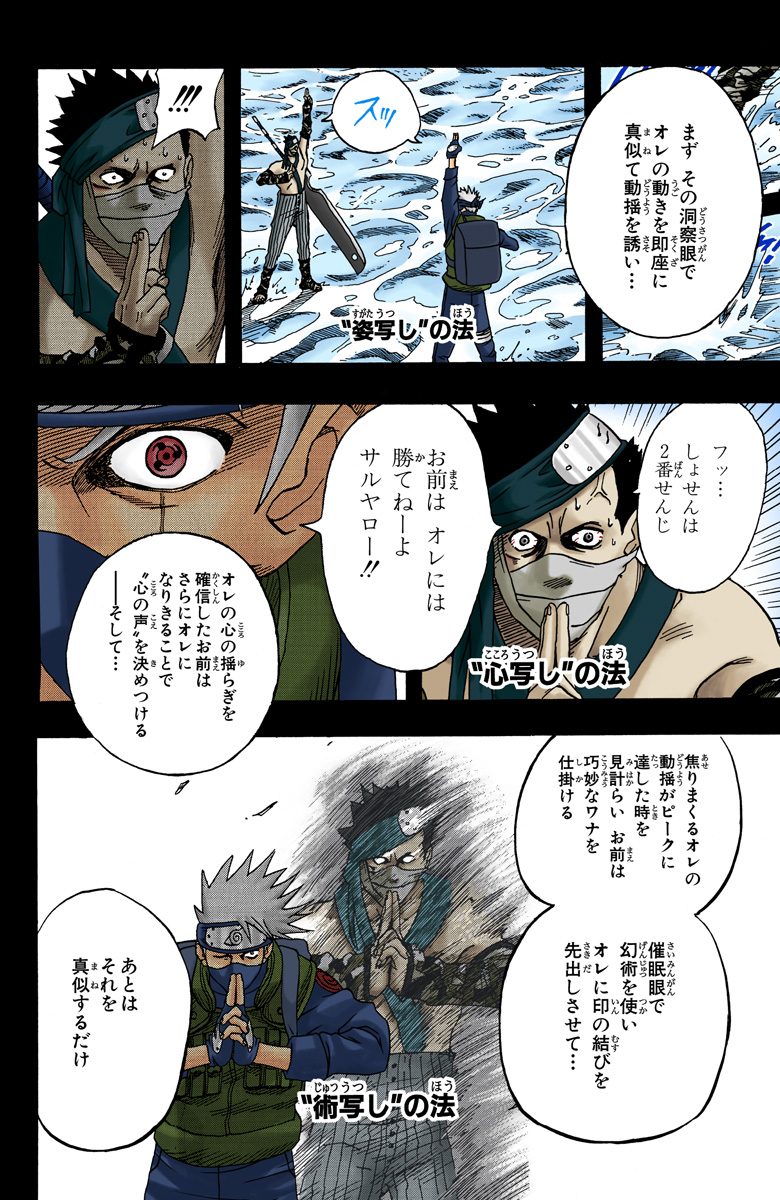 まず その洞察眼で
オレの動きを即座に
真似て動揺を誘い…
スッ
“姿写し”の法
!!!
フッ…
しょせんは
2番せんじ
“心写し”の法
お前は オレには
勝てねーよ
サルヤロー!!
オレの心の揺らぎを
確信したお前は
さらにオレに
なりきることで
“心の声”を決めつける
──そして…
焦りまくるオレの
動揺がピークに
達した時を
見計らい お前は
巧妙なワナを
仕掛ける
催眠眼で
幻術を使い
オレに印の結びを
先出しさせて…
“術写し”の法
あとは
それを
真似するだけ